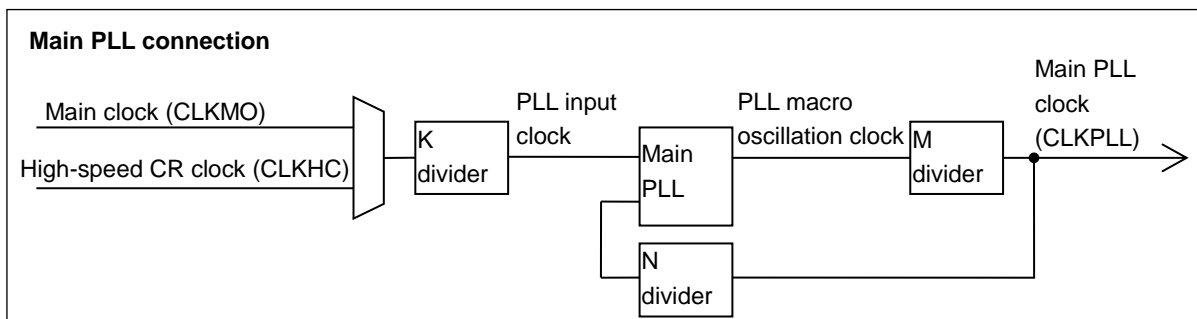 Main PLL connection
Main clock (CLKMO)
High-speed CR clock (CLKHC)
K
divider
PLL input
clock
Main
PLL
PLL macro
oscillation clock
M
divider
Main PLL
clock
(CLKPLL)
N
divider